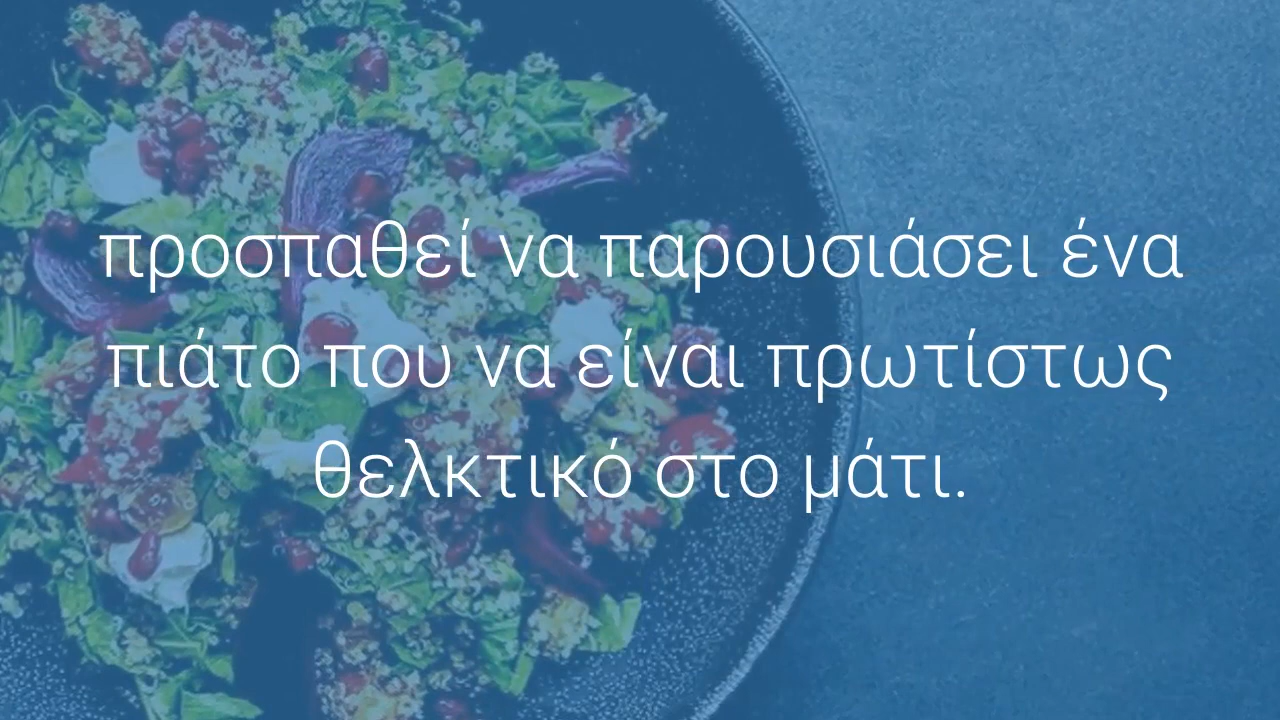 προσπαθεί να παρουσιάσει ένα
πιάτο που να είναι πρωτίστως
θελκτικό στο μάτι.